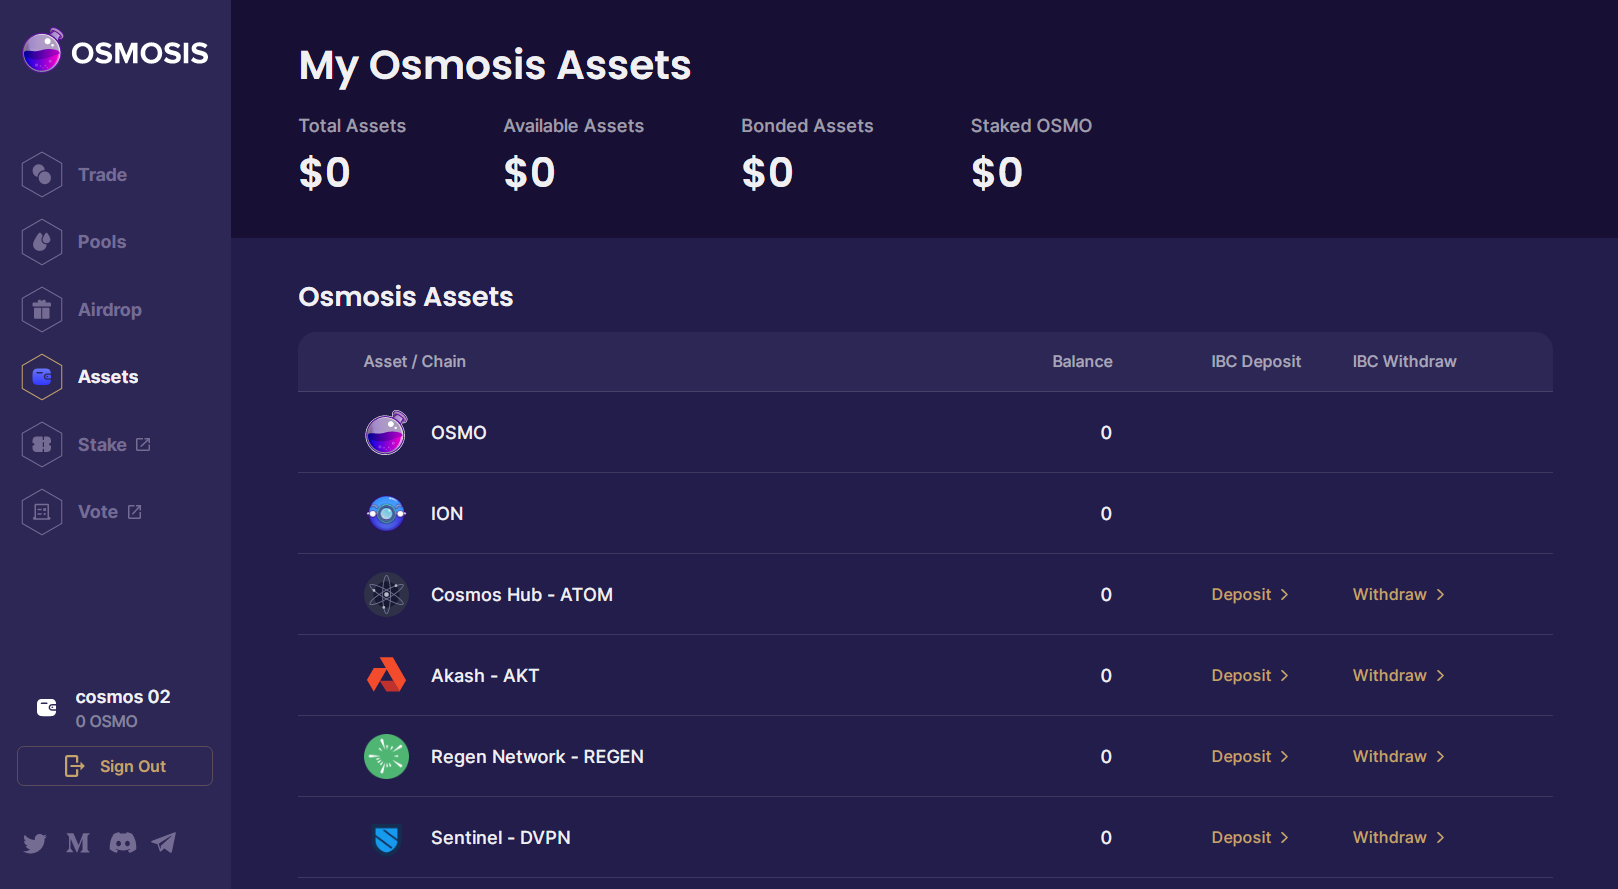 OSMOSIS
Trade
Pools
Airdrop
Assets
Stake
Vote
cosmos 02
0 OSMO
Sign Out
My Osmosis Assets
Total Assets Available Assets Bonded Assets Staked OSMO
$0 $0 $0 $0
Osmosis Assets
Asset / Chain Balance IBC Deposit IBC Withdraw
OSMO 0
ION 0
Cosmos Hub - ATOM 0 Deposit Withdraw
Akash - AKT 0 Deposit Withdraw
Regen Network - REGEN 0 Deposit Withdraw
Sentinel - DVPN 0 Deposit Withdraw